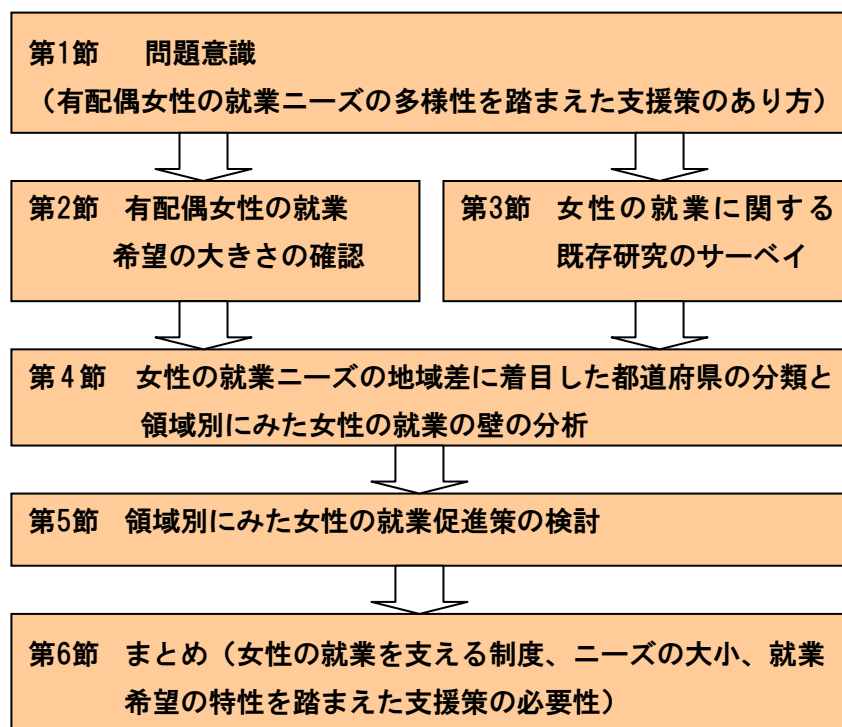 第1節　　問題意識
（有配偶女性の就業ニーズの多様性を踏まえた支援策のあり方）
第2節　有配偶女性の就業
希望の大きさの確認
第3節　女性の就業に関する
既存研究のサーベイ
第４節　女性の就業ニーズの地域差に着目した都道府県の分類と
領域別にみた女性の就業の壁の分析
第5節　領域別にみた女性の就業促進策の検討
第6節　まとめ（女性の就業を支える制度、ニーズの大小、就業
希望の特性を踏まえた支援策の必要性）